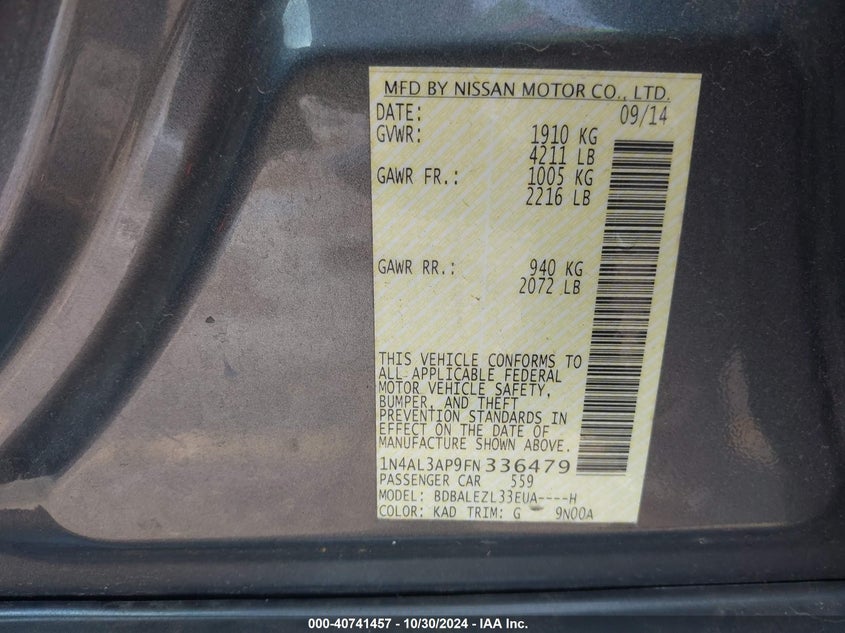 MFD BY NISSAN MOTOR CO., LTD.
DATE: 09/14
GVWR: 1910 KG
4211 LB
GAWR FR.: 1005 KG
2216 LB
GAWR RR.: 940 KG
2072 LB
THIS VEHICLE CONFORMS TO
ALL APPLICABLE FEDERAL
MOTOR VEHICLE SAFETY,
BUMPER, AND THEFT
PREVENTION STANDARDS IN
EFFECT ON THE DATE OF
MANUFACTURE SHOWN ABOVE.
1N4AL3AP9FN336479
PASSENGER CAR 559
MODEL: BDBALEZL33EUA----H
COLOR: KAD TRIM: G 9N00A
000-40741457 - 10/30/2024 - IAA Inc.